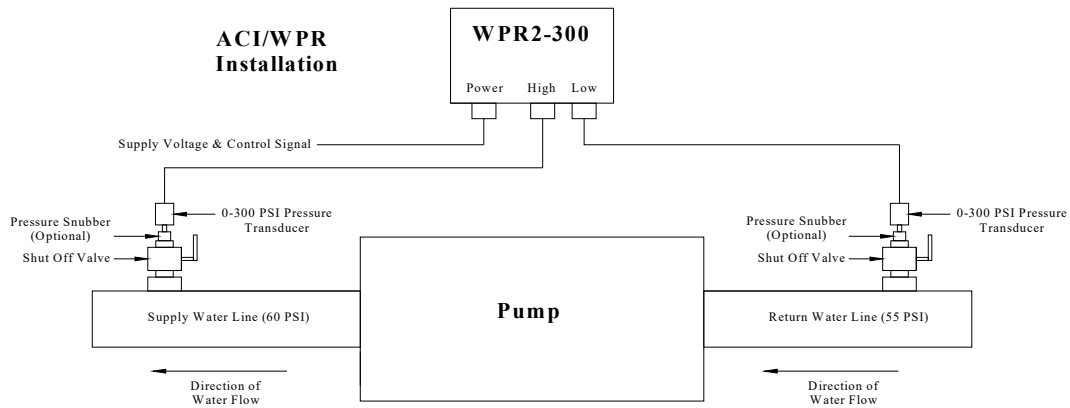 ACI/WPR
Installation
WPR2-300
Power High Low
Supply Voltage & Control Signal
Pressure Snubber
(Optional)
Shut Off Valve
0-300 PSI Pressure
Transducer
Pressure Snubber
(Optional)
Shut Off Valve
0-300 PSI Pressure
Transducer
Supply Water Line (60 PSI)
Pump
Return Water Line (55 PSI)
Direction of
Water Flow
Direction of
Water Flow